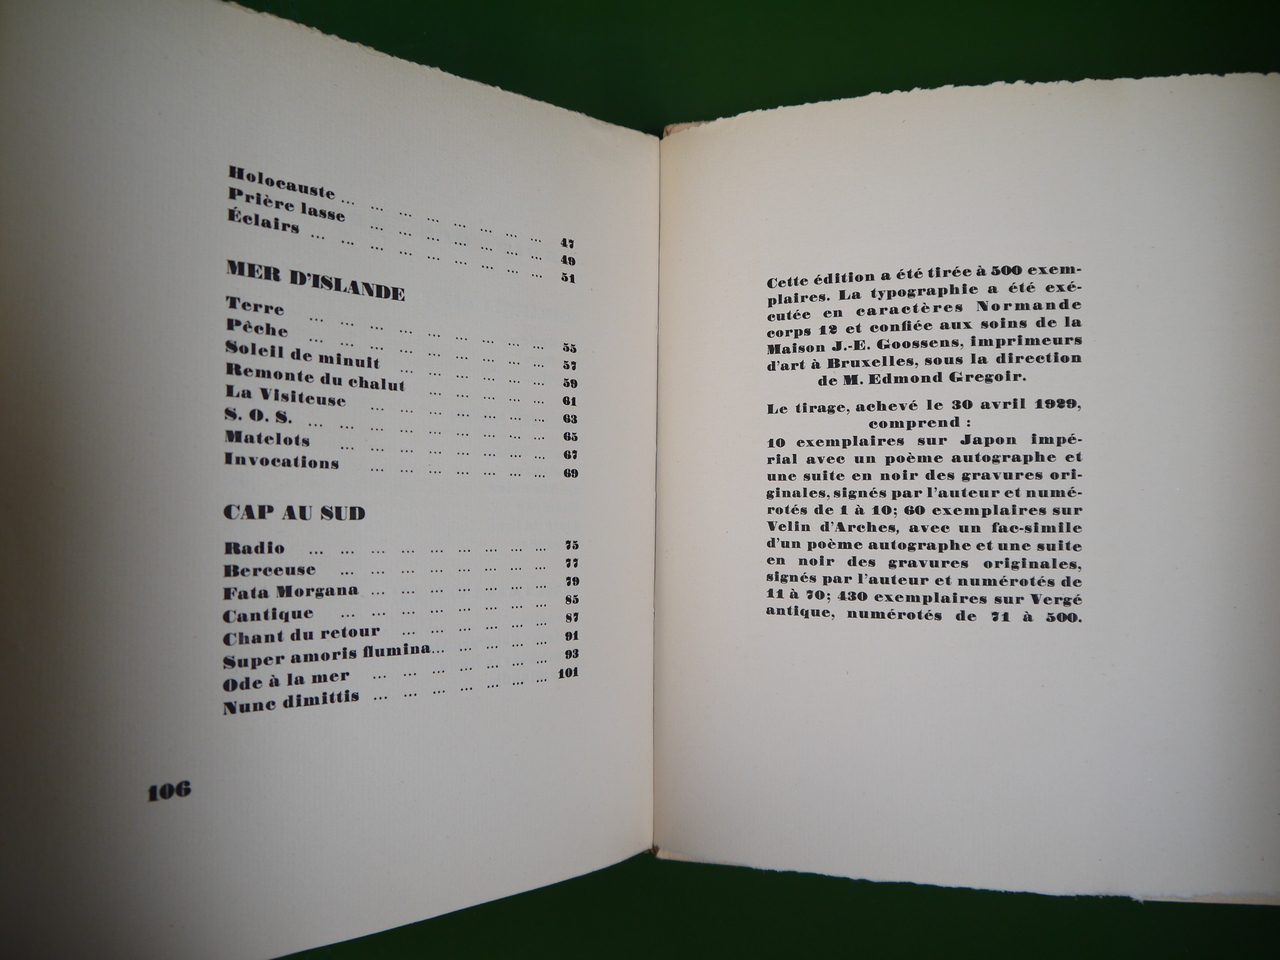 Holocauste ... ... ... ... ... ... ... 47
Prière lasse ... ... ... ... ... ... ... 49
Éclairs ... ... ... ... ... ... ... ... 51
MER D'ISLANDE
Terre ... ... ... ... ... ... ... ... 55
Pêche ... ... ... ... ... ... ... ... 57
Soleil de minuit ... ... ... ... ... ... 59
Remonte du chalut ... ... ... ... ... 61
La Visiteuse ... ... ... ... ... ... ... 63
S. O. S. ... ... ... ... ... ... ... ... 65
Matelots ... ... ... ... ... ... ... ... 67
Invocations ... ... ... ... ... ... ... 69
CAP AU SUD
Radio ... ... ... ... ... ... ... ... ... 75
Berceuse ... ... ... ... ... ... ... ... 77
Fata Morgana ... ... ... ... ... ... ... 79
Cantique ... ... ... ... ... ... ... ... 85
Chant du retour ... ... ... ... ... ... 87
Super amoris flumina... ... ... ... ... 91
Ode à la mer ... ... ... ... ... ... ... 93
Nunc dimittis ... ... ... ... ... ... ... 101
106
Cette édition a été tirée à 500 exem-
plaires. La typographie a été exé-
cutée en caractères Normande
corps 12 et confiée aux soins de la
Maison J.-E. Goossens, imprimeurs
d'art à Bruxelles, sous la direction
de M. Edmond Gregoir.
Le tirage, achevé le 30 avril 1929,
comprend :
10 exemplaires sur Japon impé-
rial avec un poème autographe et
une suite en noir des gravures ori-
ginales, signés par l'auteur et numé-
rotés de 1 à 10; 60 exemplaires sur
Velin d'Arches, avec un fac-simile
d'un poème autographe et une suite
en noir des gravures originales,
signés par l'auteur et numérotés de
11 à 70; 430 exemplaires sur Vergé
antique, numérotés de 71 à 500.